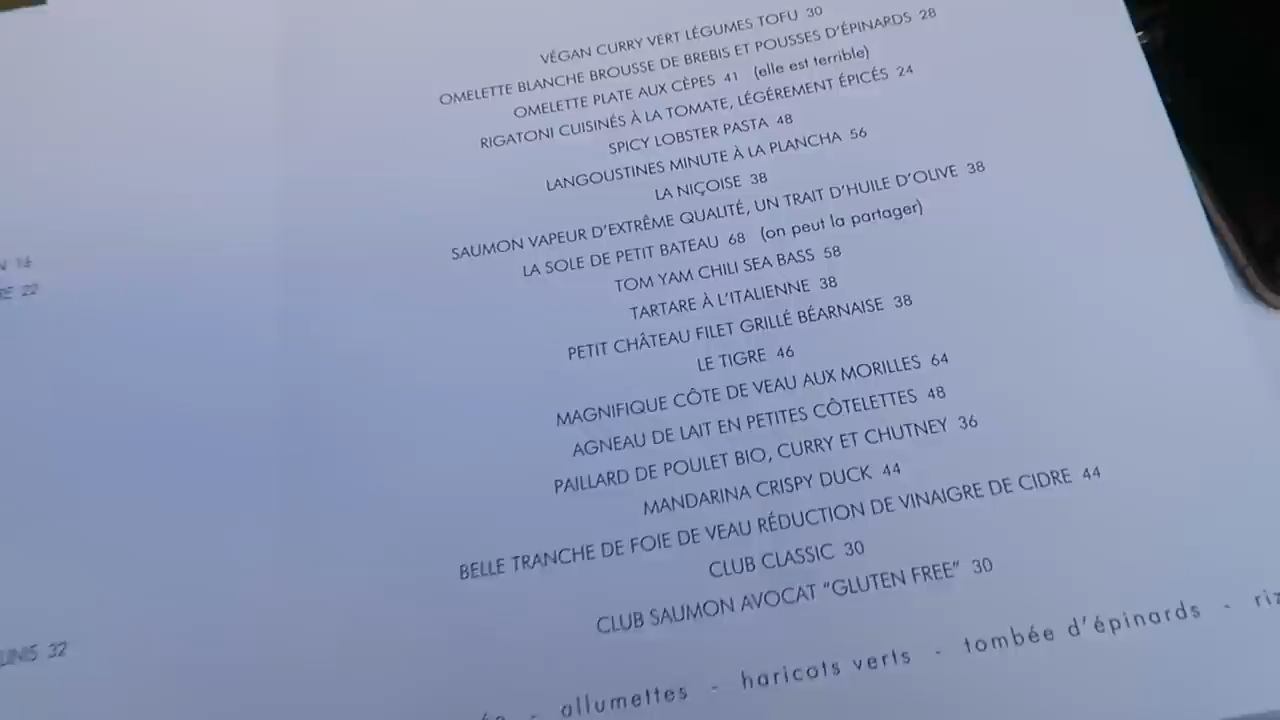 VÉGAN CURRY VERT LÉGUMES TOFU 30
OMELETTE BLANCHE BROUSSE DE BREBIS ET POUSSES D'ÉPINARDS 28
OMELETTE PLATE AUX CÈPES 41 (elle est terrible)
RIGATONI CUISINÉS À LA TOMATE, LÉGÉREMENT ÉPICÉS 24
SPICY LOBSTER PASTA 48
LANGOUSTINES MINUTE À LA PLANCHA 56
LA NIÇOISE 38
SAUMON VAPEUR D'EXTRÊME QUALITÉ, UN TRAIT D'HUILE D'OLIVE 38
LA SOLE DE PETIT BATEAU 68 (on peut la partager)
TOM YAM CHILI SEA BASS 58
TARTARE À L'ITALIENNE 38
PETIT CHÂTEAU FILET GRILLÉ BÉARNAISE 38
LE TIGRE 46
MAGNIFIQUE CÔTE DE VEAU AUX MORILLES 64
AGNEAU DE LAIT EN PETITES CÔTELETTES 48
PAILLARD DE POULET BIO, CURRY ET CHUTNEY 36
MANDARINA CRISPY DUCK 44
BELLE TRANCHE DE FOIE DE VEAU RÉDUCTION DE VINAIGRE DE CIDRE 44
CLUB CLASSIC 30
CLUB SAUMON AVOCAT "GLUTEN FREE" 30
- allumettes - haricots verts - tombée d'épinards - riz
16
22
32